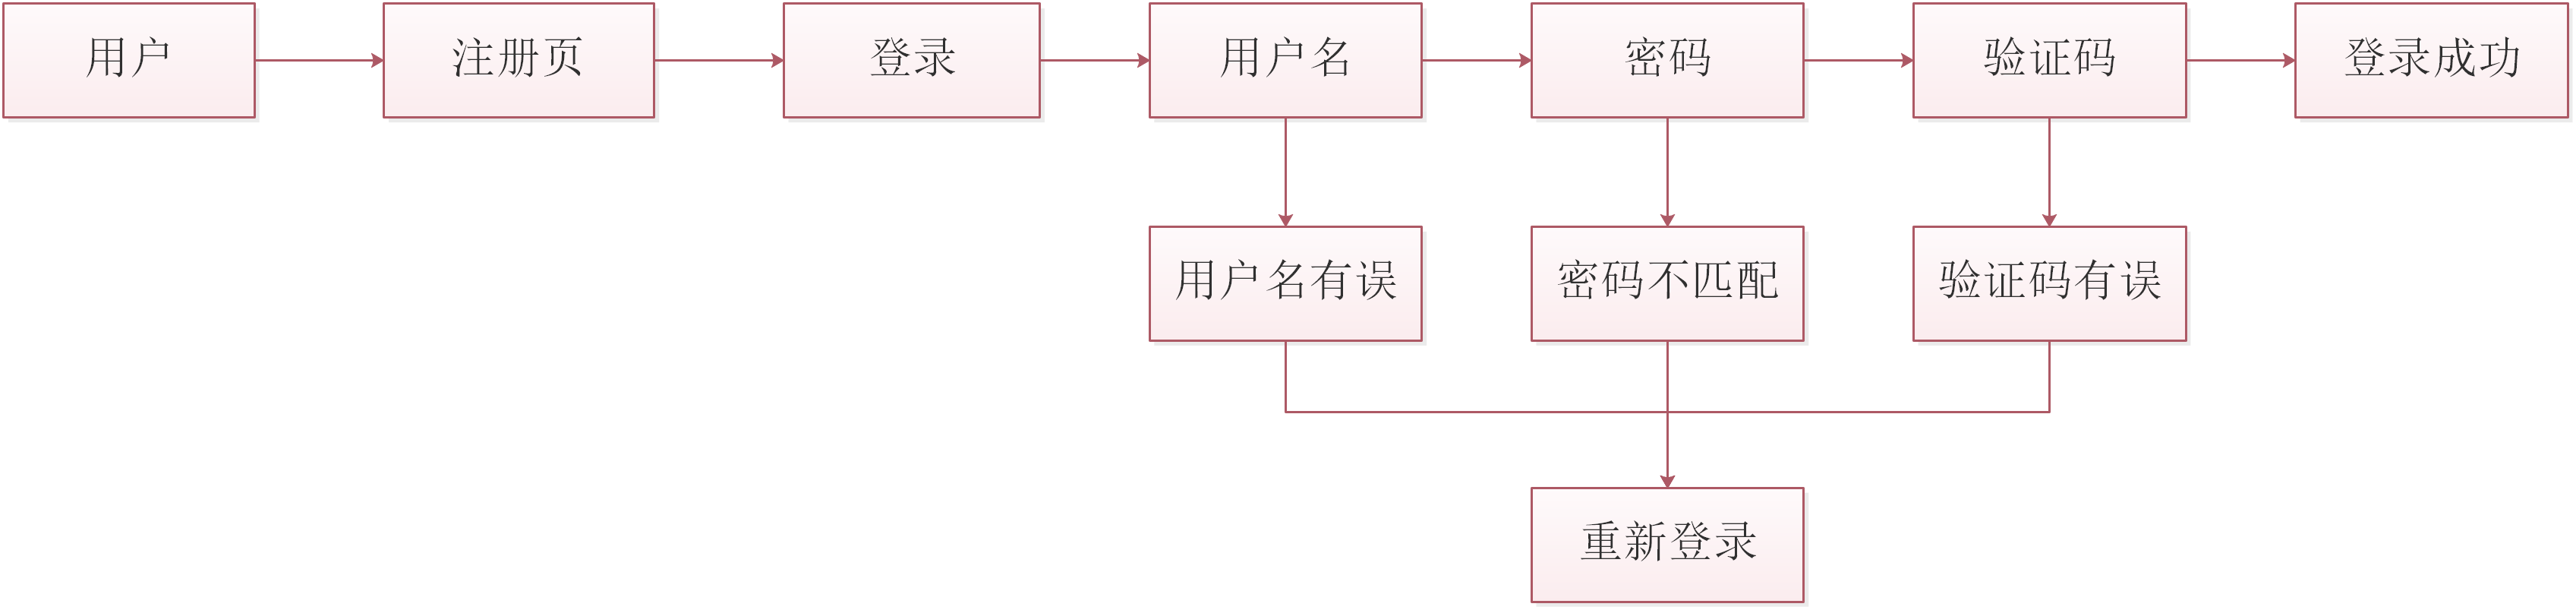 用户
注册页
登录
用户名
密码
验证码
登录成功
用户名有误
密码不匹配
验证码有误
重新登录